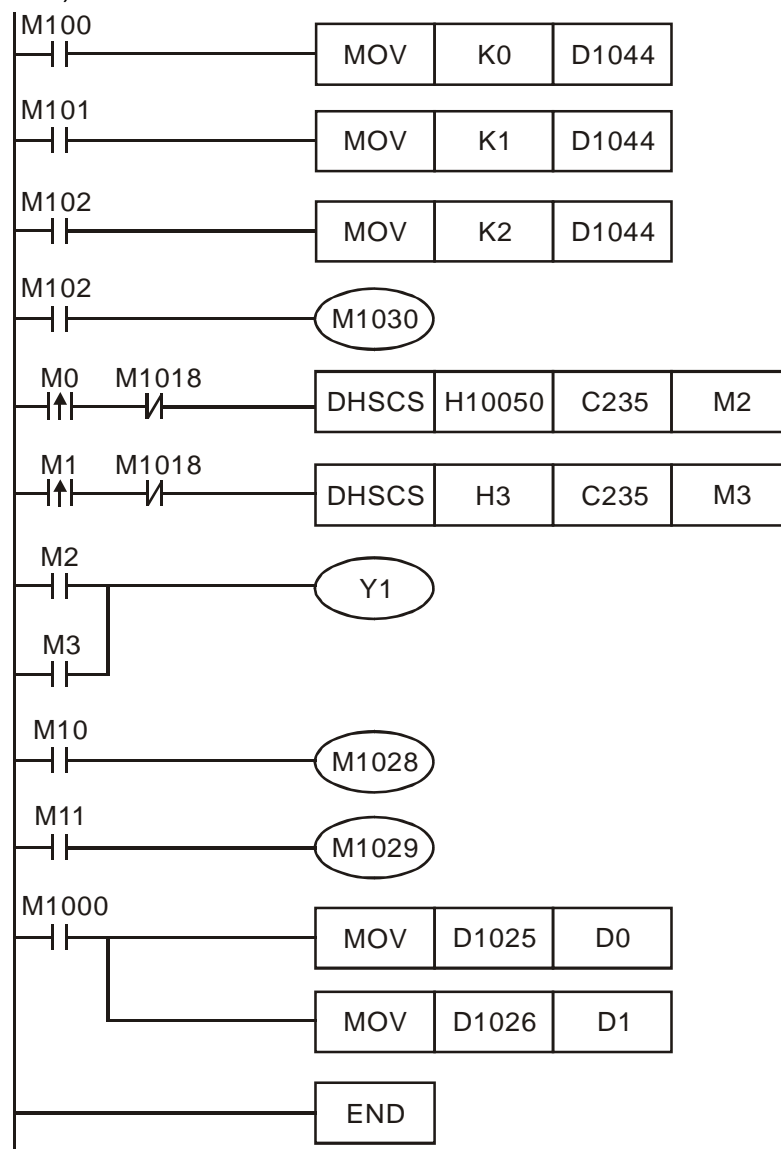 M100
MOV K0 D1044
M101
MOV K1 D1044
M102
MOV K2 D1044
M102
M1030
M0 M1018
DHSCS H10050 C235 M2
M1 M1018
DHSCS H3 C235 M3
M2
Y1
M3
M10
M1028
M11
M1029
M1000
MOV D1025 D0
MOV D1026 D1
END